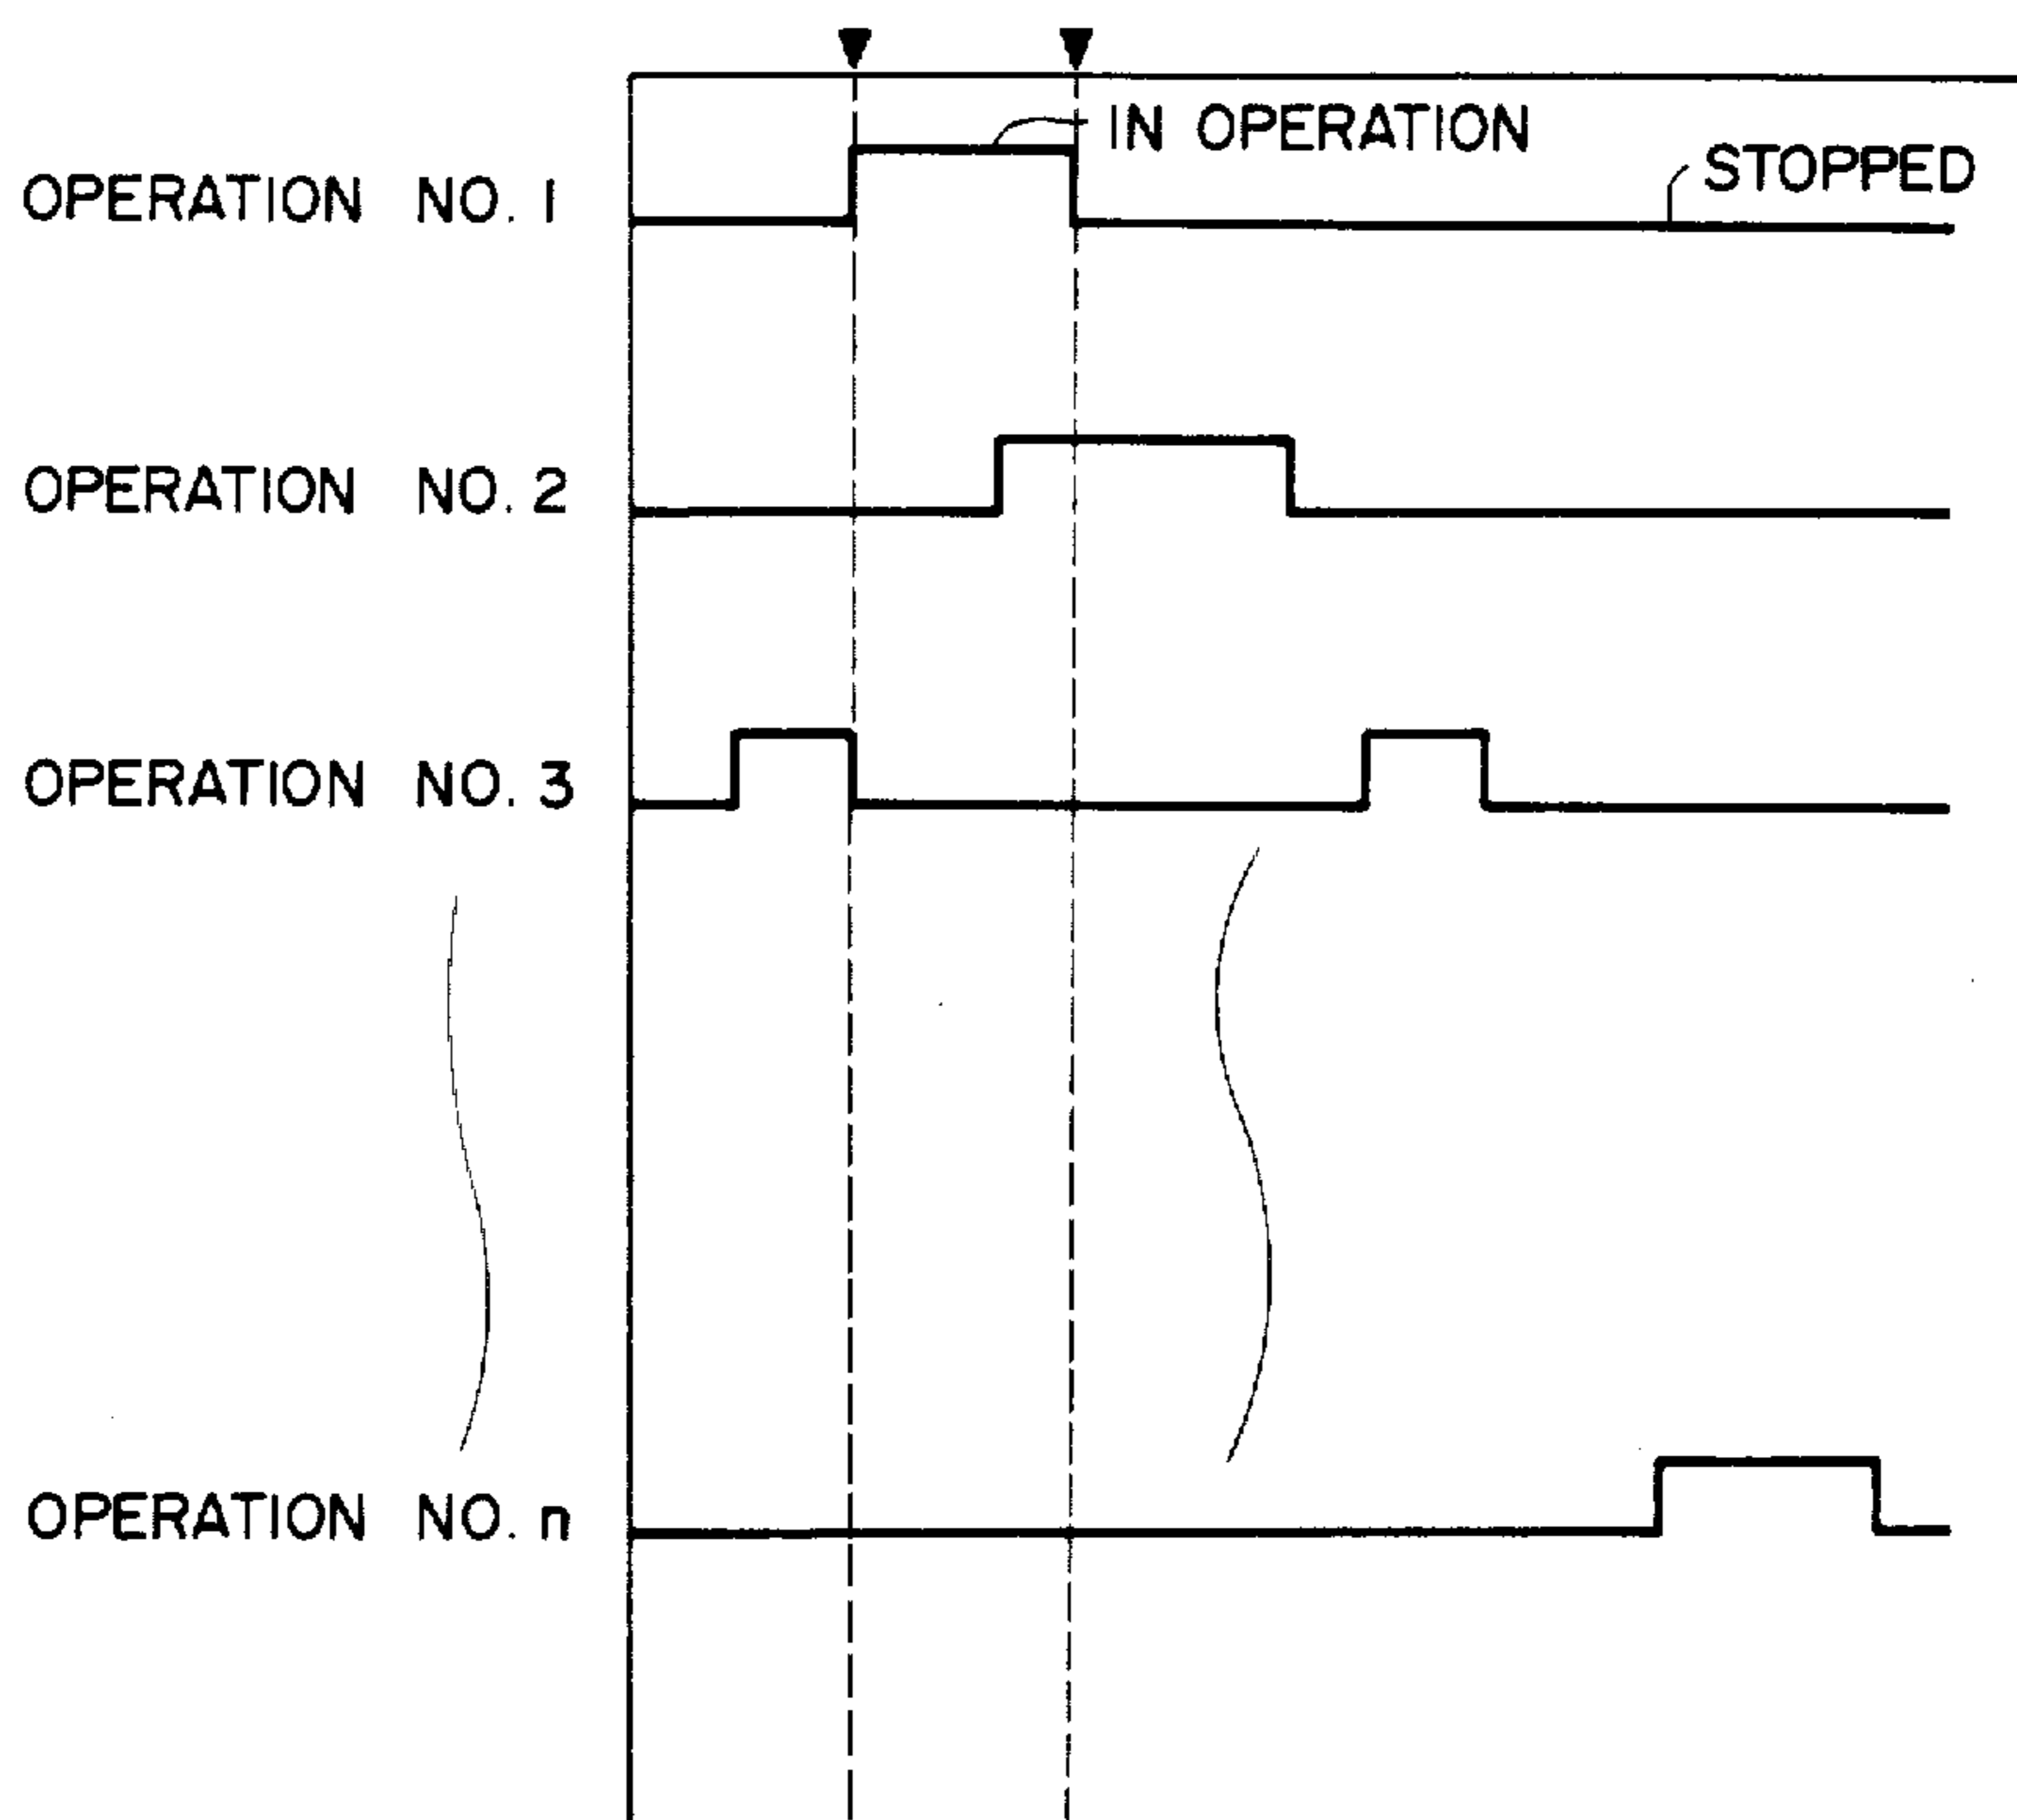 IN OPERATION
STOPPED
OPERATION NO. 1
OPERATION NO. 2
OPERATION NO. 3
OPERATION NO. n